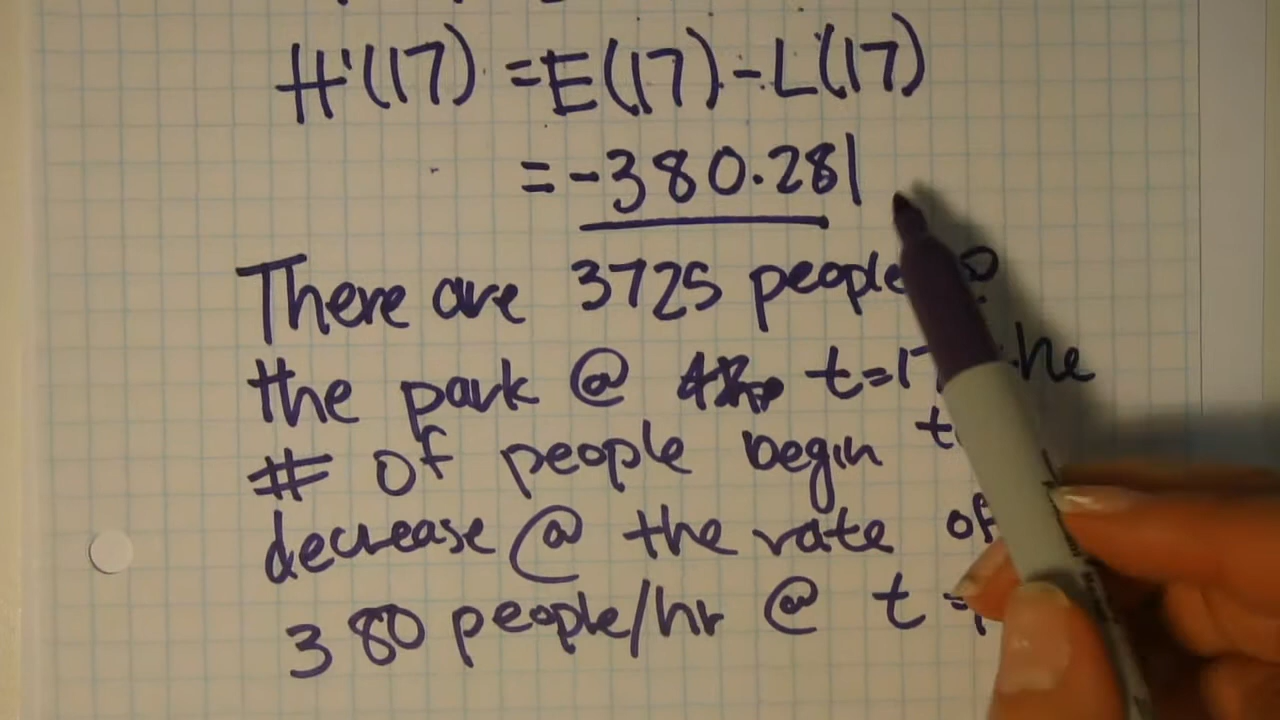 H'(17) = E(17) - L(17)
= -380.281
There are 3725 people
the park @ t=17 the
# of people begin
decrease @ the rate of
380 people/hr @ t =